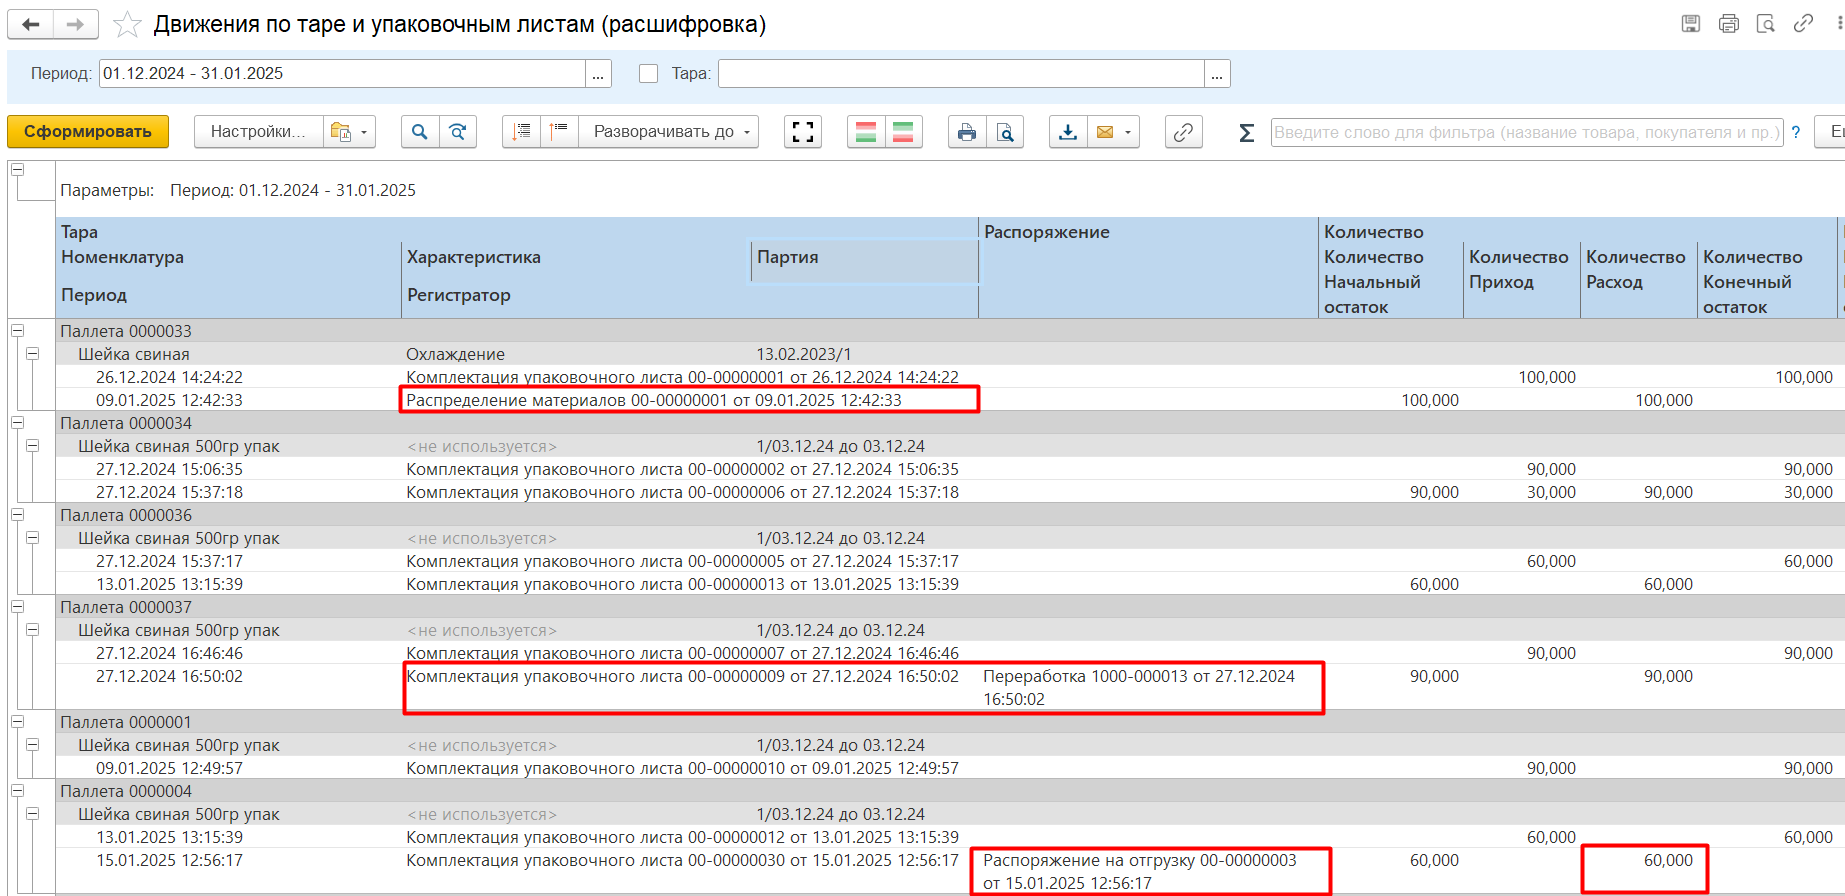 Движения по таре и упаковочным листам (расшифровка)
Период: 01.12.2024 - 31.01.2025 ... Тара: ...
Сформировать Настройки... Разворачивать до Σ Введите слово для фильтра (название товара, покупателя и пр.) ?
Параметры: Период: 01.12.2024 - 31.01.2025
Тара Распоряжение Количество
Номенклатура Характеристика Партия Количество Количество Количество Количество
Начальный Приход Расход Конечный
Период Регистратор
остаток остаток
Паллета 0000033
Шейка свиная Охлаждение 13.02.2023/1
26.12.2024 14:24:22 Комплектация упаковочного листа 00-00000001 от 26.12.2024 14:24:22 100,000 100,000
09.01.2025 12:42:33 Распределение материалов 00-00000001 от 09.01.2025 12:42:33 100,000 100,000
Паллета 0000034
Шейка свиная 500гр упак <не используется> 1/03.12.24 до 03.12.24
27.12.2024 15:06:35 Комплектация упаковочного листа 00-00000002 от 27.12.2024 15:06:35 90,000 90,000
27.12.2024 15:37:18 Комплектация упаковочного листа 00-00000006 от 27.12.2024 15:37:18 90,000 30,000 90,000 30,000
Паллета 0000036
Шейка свиная 500гр упак <не используется> 1/03.12.24 до 03.12.24
27.12.2024 15:37:17 Комплектация упаковочного листа 00-00000005 от 27.12.2024 15:37:17 60,000 60,000
13.01.2025 13:15:39 Комплектация упаковочного листа 00-00000013 от 13.01.2025 13:15:39 60,000 60,000
Паллета 0000037
Шейка свиная 500гр упак <не используется> 1/03.12.24 до 03.12.24
27.12.2024 16:46:46 Комплектация упаковочного листа 00-00000007 от 27.12.2024 16:46:46 90,000 90,000
27.12.2024 16:50:02 Комплектация упаковочного листа 00-00000009 от 27.12.2024 16:50:02 Переработка 1000-000013 от 27.12.2024 90,000 90,000
16:50:02
Паллета 0000001
Шейка свиная 500гр упак <не используется> 1/03.12.24 до 03.12.24
09.01.2025 12:49:57 Комплектация упаковочного листа 00-00000010 от 09.01.2025 12:49:57 90,000 90,000
Паллета 0000004
Шейка свиная 500гр упак <не используется> 1/03.12.24 до 03.12.24
13.01.2025 13:15:39 Комплектация упаковочного листа 00-00000012 от 13.01.2025 13:15:39 60,000 60,000
15.01.2025 12:56:17 Комплектация упаковочного листа 00-00000030 от 15.01.2025 12:56:17 Распоряжение на отгрузку 00-00000003 60,000 60,000
от 15.01.2025 12:56:17